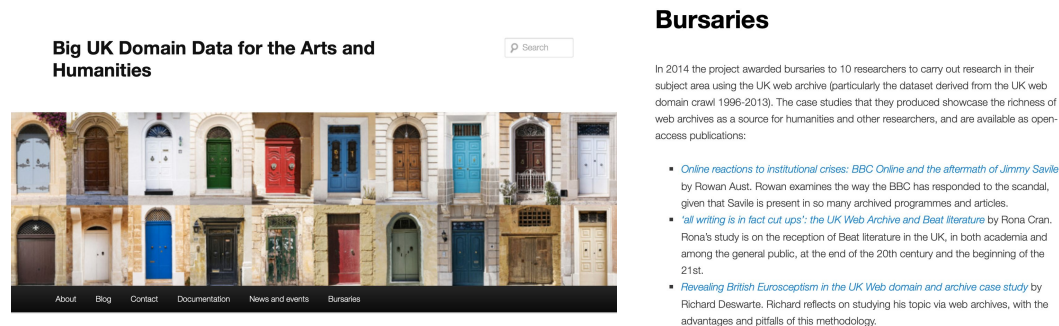 Big UK Domain Data for the Arts and
Humanities
Search
About Blog Contact Documentation News and events Bursaries
Bursaries
In 2014 the project awarded bursaries to 10 researchers to carry out research in their
subject area using the UK web archive (particularly the dataset derived from the UK web
domain crawl 1996-2013). The case studies that they produced showcase the richness of
web archives as a source for humanities and other researchers, and are available as open-
access publications:
Online reactions to institutional crises: BBC Online and the aftermath of Jimmy Savile
by Rowan Aust. Rowan examines the way the BBC has responded to the scandal,
given that Savile is present in so many archived programmes and articles.
‘all writing is in fact cut ups’: the UK Web Archive and Beat literature by Rona Cran.
Rona’s study is on the reception of Beat literature in the UK, in both academia and
among the general public, at the end of the 20th century and the beginning of the
21st.
Revealing British Euroscepticism in the UK Web domain and archive case study by
Richard Deswarte. Richard reflects on studying his topic via web archives, with the
advantages and pitfalls of this methodology.